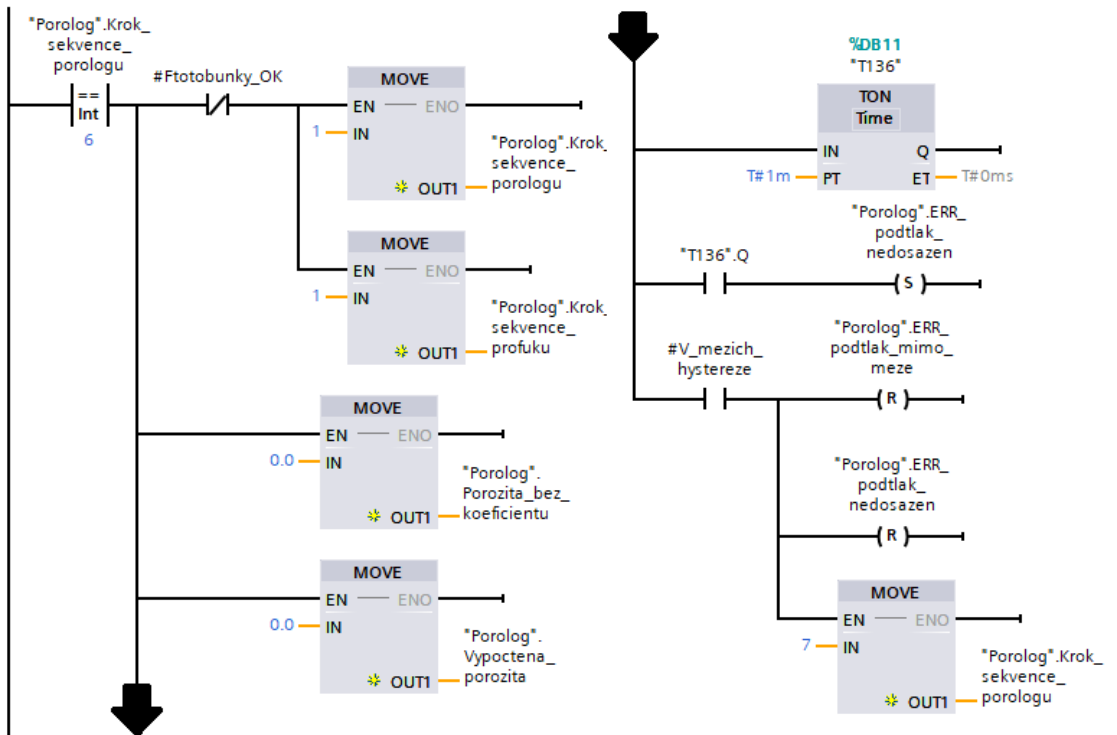 "Porolog".Krok_
sekvence_
porologu
==
Int
6
#Ftotobunky_OK
MOVE
EN
ENO
1
IN
OUT1
"Porolog".Krok_
sekvence_
porologu
MOVE
EN
ENO
1
IN
OUT1
"Porolog".Krok_
sekvence_
profuku
MOVE
EN
ENO
0.0
IN
OUT1
"Porolog".
Porozita_bez_
koeficientu
MOVE
EN
ENO
0.0
IN
OUT1
"Porolog".
Vypoctena_
porozita
%DB11
"T136"
TON
Time
IN
Q
T#1m
PT
ET
T#0ms
"T136".Q
"Porolog".ERR_
podtlak_
nedosazen
S
#V_mezich_
hystereze
"Porolog".ERR_
podtlak_mimo_
meze
R
"Porolog".ERR_
podtlak_
nedosazen
R
MOVE
EN
ENO
7
IN
OUT1
"Porolog".Krok_
sekvence_
porologu